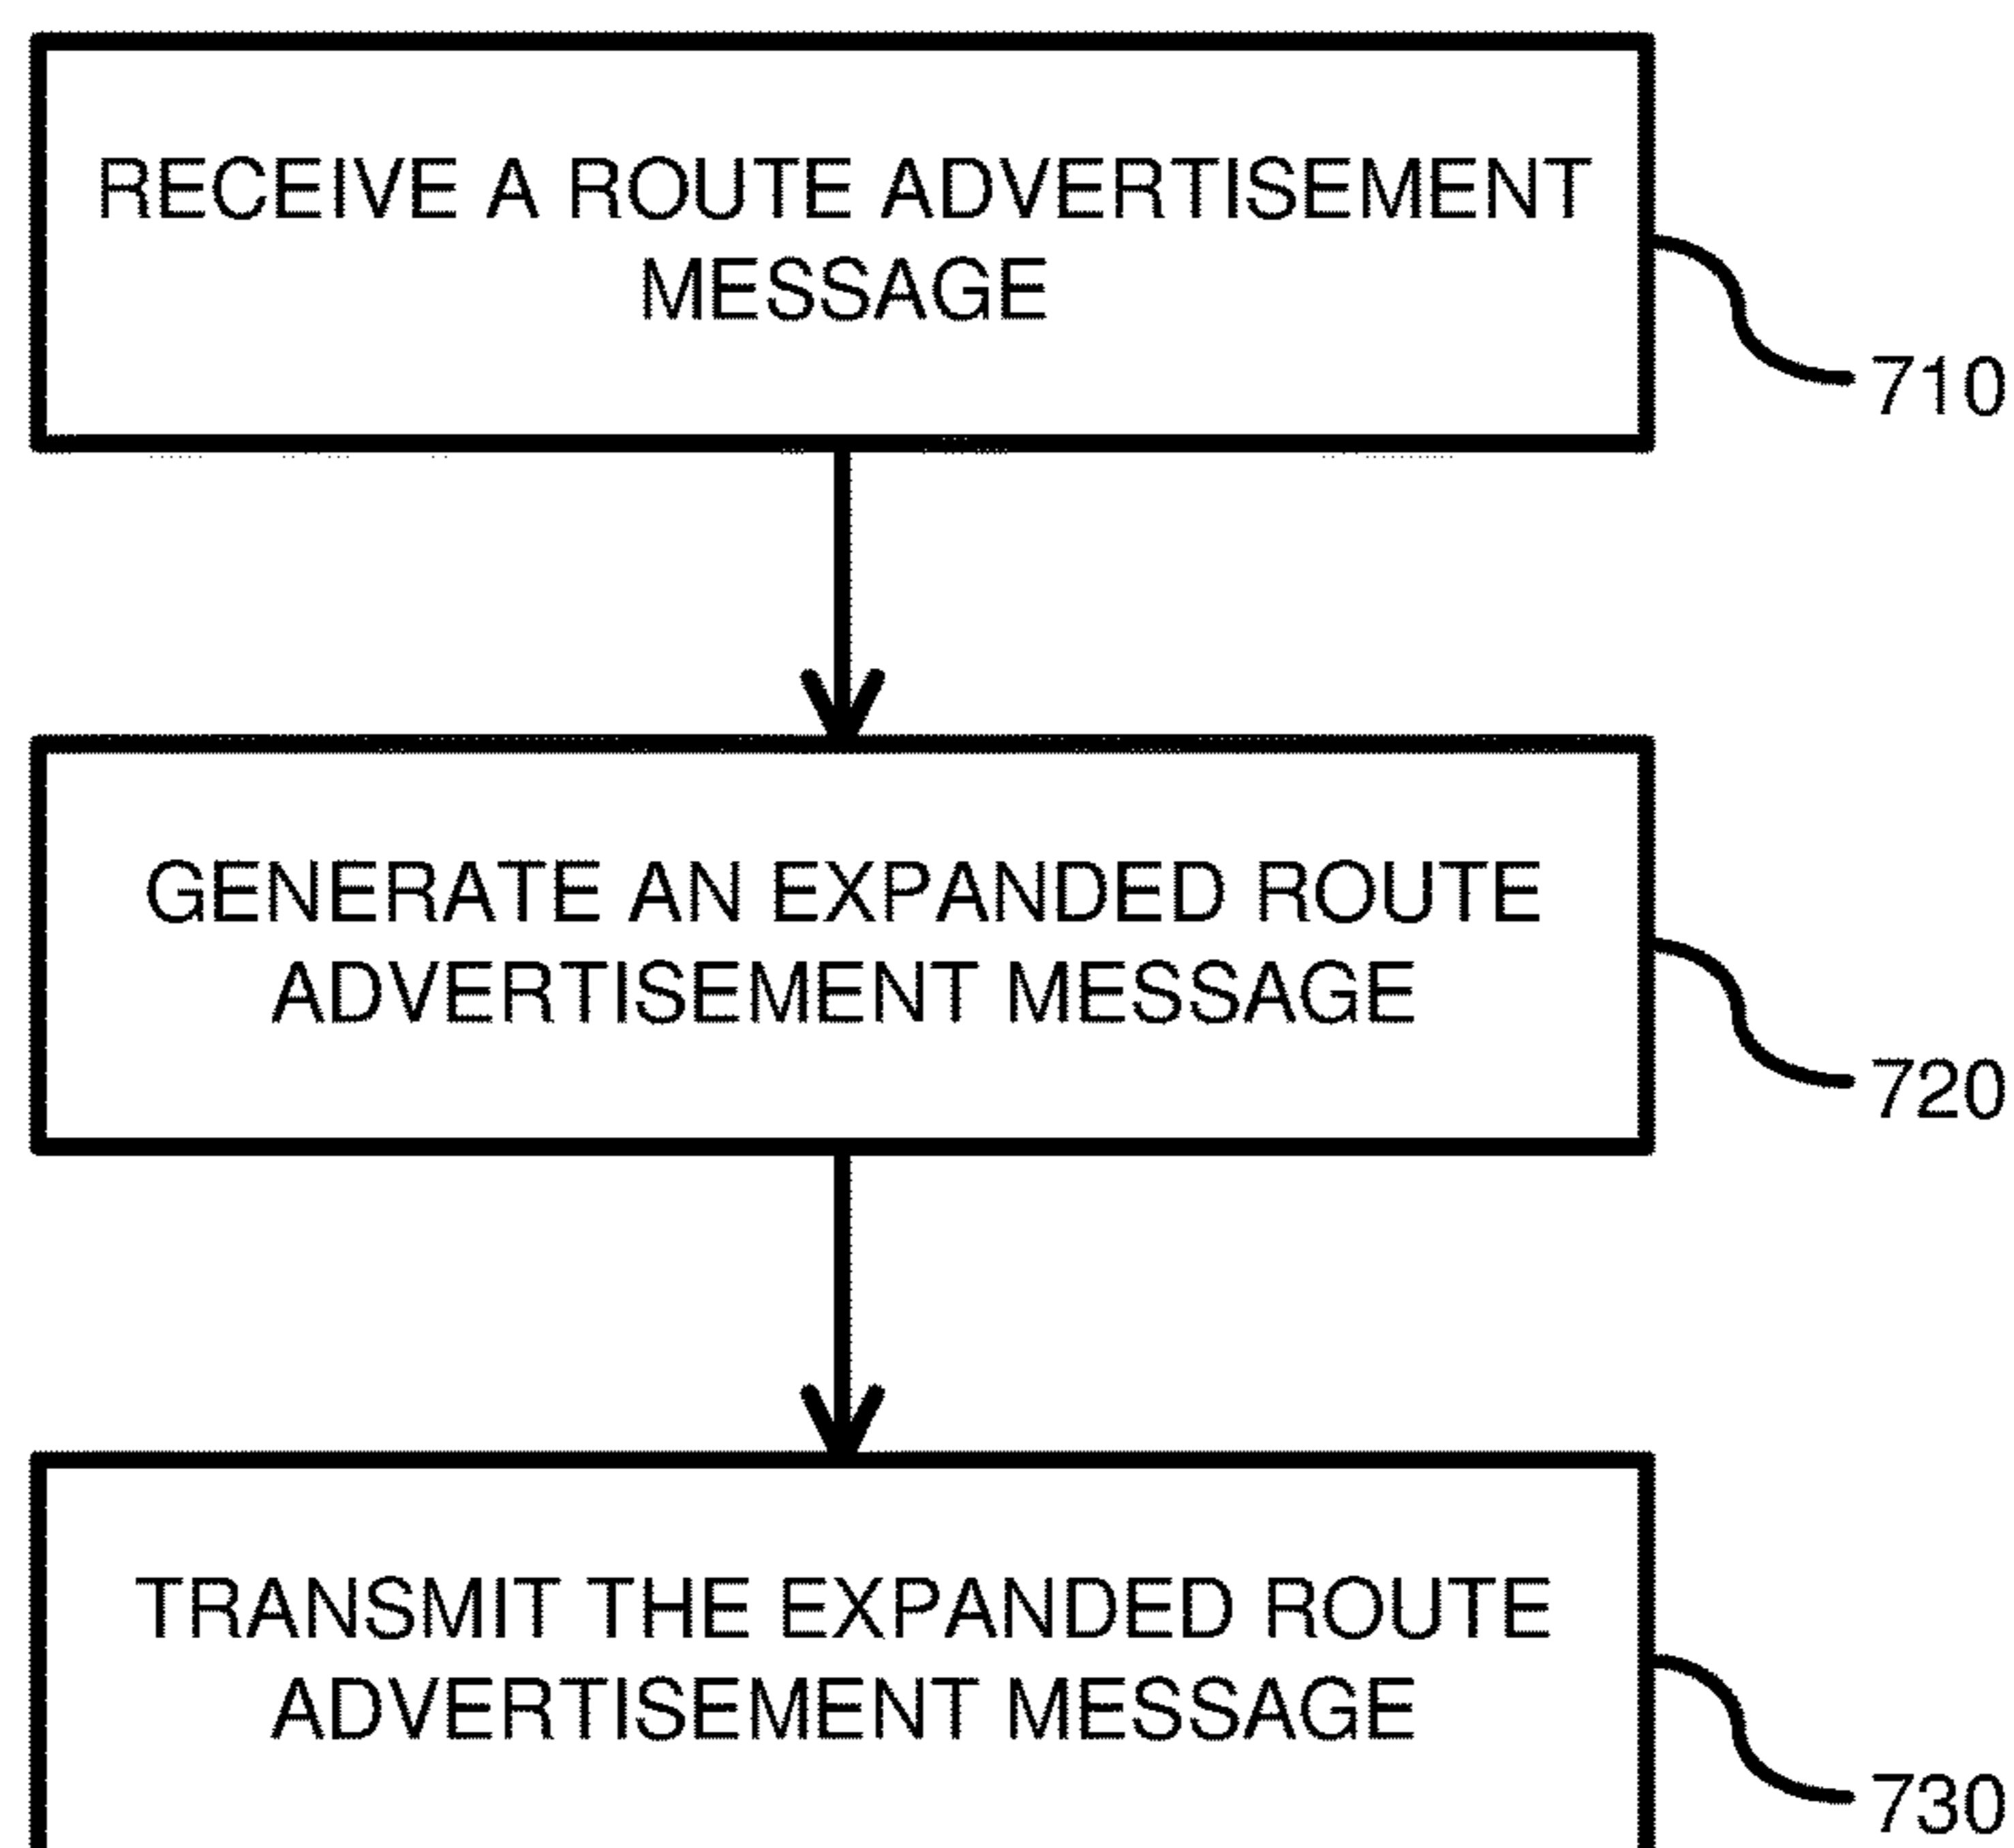 RECEIVE A ROUTE ADVERTISEMENT
MESSAGE
710
GENERATE AN EXPANDED ROUTE
ADVERTISEMENT MESSAGE
720
TRANSMIT THE EXPANDED ROUTE
ADVERTISEMENT MESSAGE
730